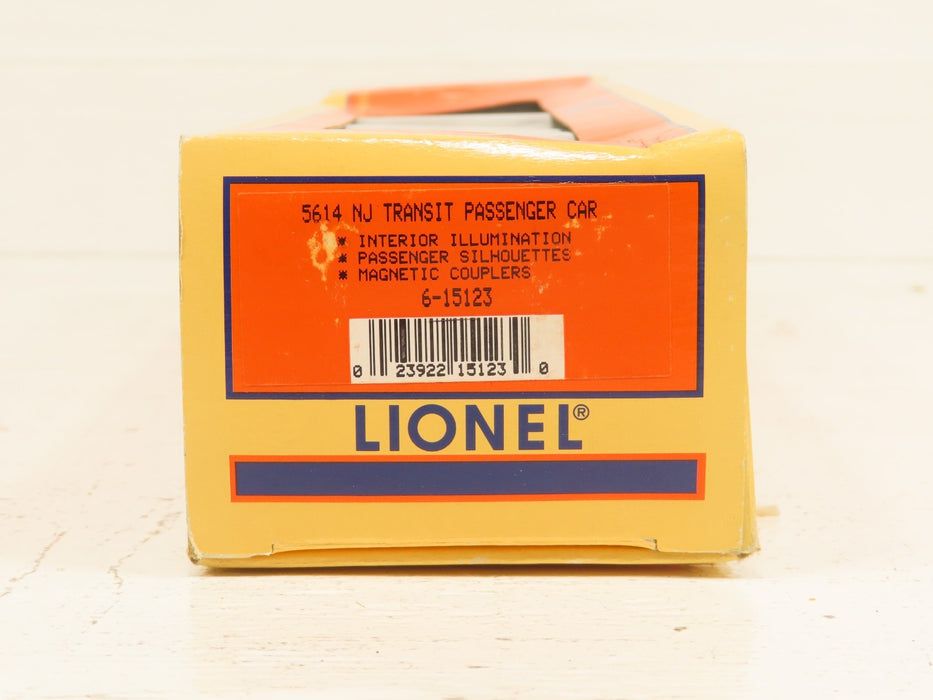 5614 NJ TRANSIT PASSENGER CAR
* INTERIOR ILLUMINATION
* PASSENGER SILHOUETTES
* MAGNETIC COUPLERS
6-15123
0 23922 15123 0
LIONEL®